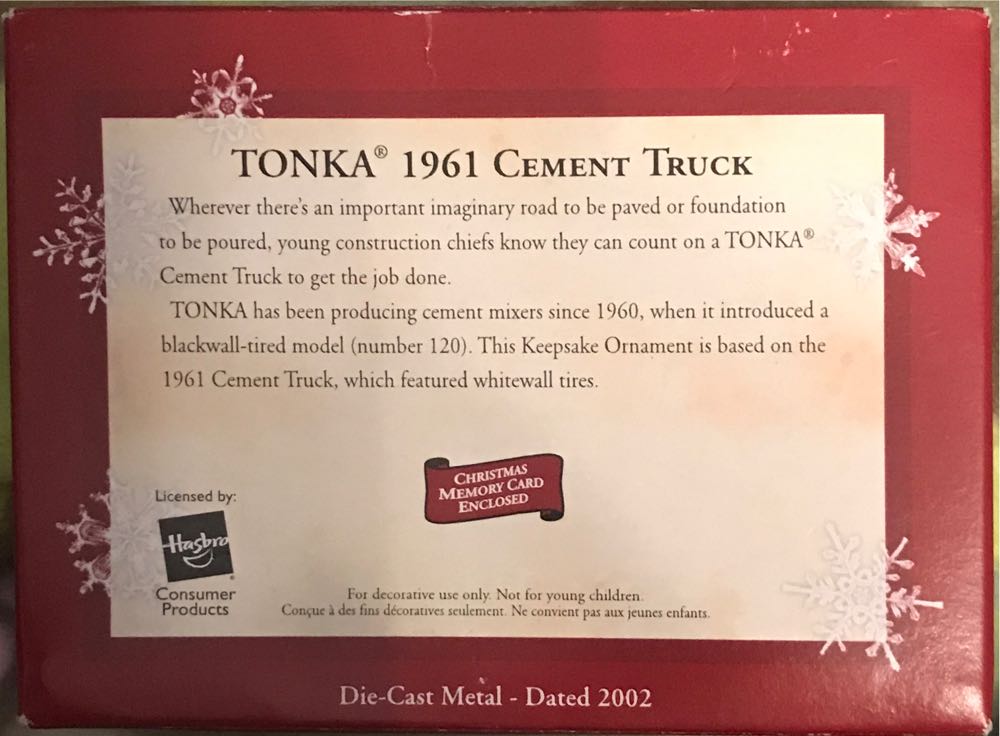 TONKA® 1961 CEMENT TRUCK
Wherever there's an important imaginary road to be paved or foundation
to be poured, young construction chiefs know they can count on a TONKA®
Cement Truck to get the job done.
TONKA has been producing cement mixers since 1960, when it introduced a
blackwall-tired model (number 120). This Keepsake Ornament is based on the
1961 Cement Truck, which featured whitewall tires.
CHRISTMAS
MEMORY CARD
ENCLOSED
Licensed by:
Hasbro
Consumer
Products
For decorative use only. Not for young children.
Conçue à des fins décoratives seulement. Ne convient pas aux jeunes enfants.
Die-Cast Metal - Dated 2002